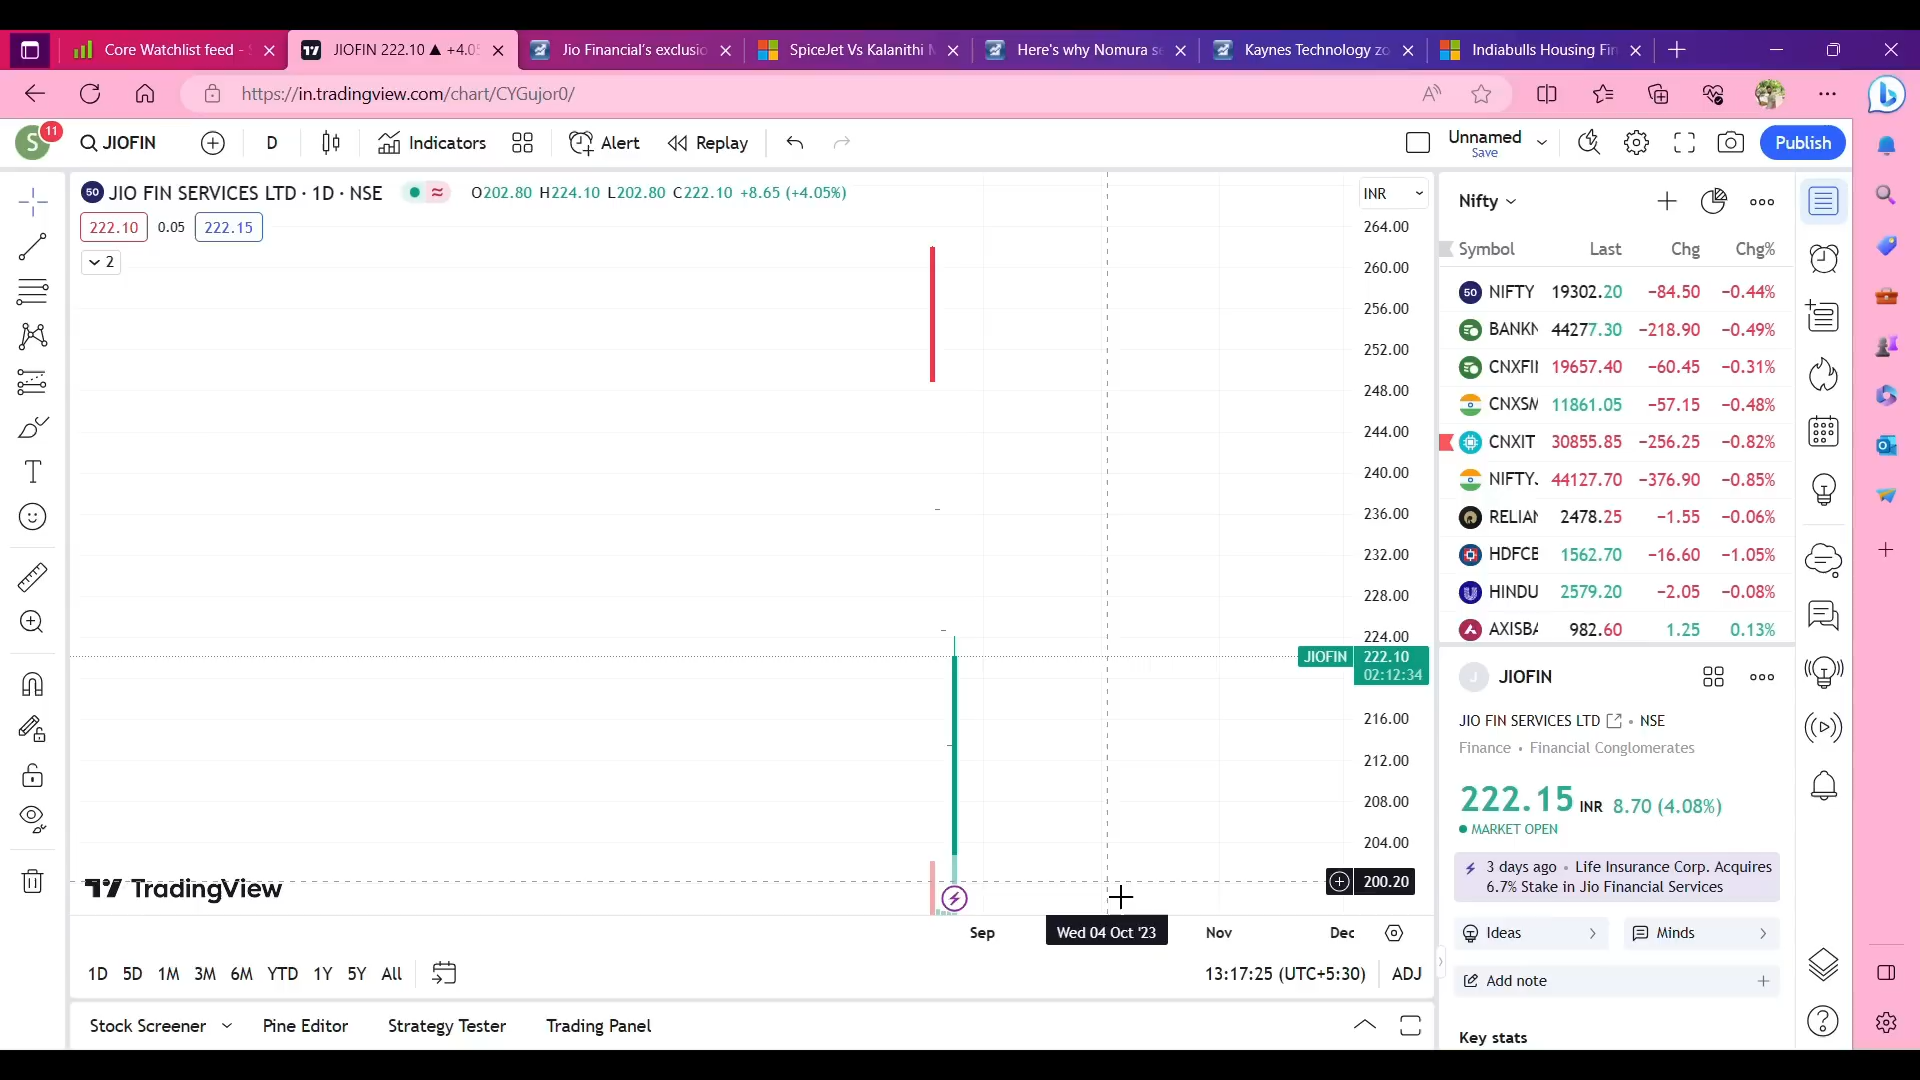 Core Watchlist feed -
JIOFIN 222.10 ▲ +4.05
Jio Financial's exclusio
SpiceJet Vs Kalanithi M
Here's why Nomura se
Kaynes Technology zo
Indiabulls Housing Fin
https://in.tradingview.com/chart/CYGujor0/
S
11
JIOFIN
D
Indicators
Alert
Replay
Unnamed
Save
Publish
50 JIO FIN SERVICES LTD · 1D · NSE
O202.80 H224.10 L202.80 C222.10 +8.65 (+4.05%)
222.10 0.05 222.15
2
INR
264.00
260.00
256.00
252.00
248.00
244.00
240.00
236.00
232.00
228.00
224.00
JIOFIN 222.10
02:12:34
216.00
212.00
208.00
204.00
200.20
TradingView
Sep
Wed 04 Oct '23
Nov
Dec
1D 5D 1M 3M 6M YTD 1Y 5Y All
13:17:25 (UTC+5:30)
ADJ
Stock Screener
Pine Editor
Strategy Tester
Trading Panel
Nifty
Symbol Last Chg Chg%
50 NIFTY 19302.20 −84.50 −0.44%
BANKN 44277.30 −218.90 −0.49%
CNXFII 19657.40 −60.45 −0.31%
CNXSM 11861.05 −57.15 −0.48%
CNXIT 30855.85 −256.25 −0.82%
NIFTY 44127.70 −376.90 −0.85%
RELIAN 2478.25 −1.55 −0.06%
HDFCB 1562.70 −16.60 −1.05%
HINDU 2579.20 −2.05 −0.08%
AXISBA 982.60 1.25 0.13%
J JIOFIN
JIO FIN SERVICES LTD • NSE
Finance • Financial Conglomerates
222.15 INR 8.70 (4.08%)
MARKET OPEN
3 days ago • Life Insurance Corp. Acquires
6.7% Stake in Jio Financial Services
Ideas
Minds
Add note
Key stats